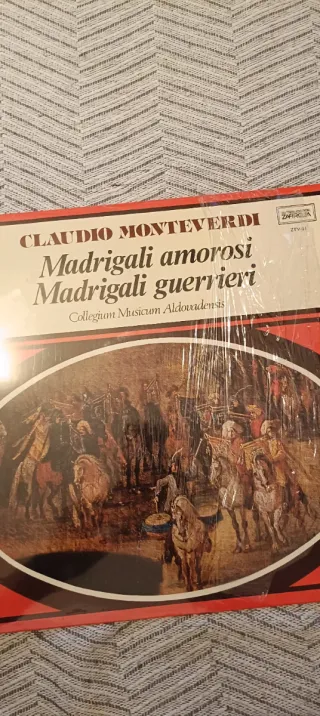 CLAUDIO MONTEVERDI
Madrigali amorosi
Madrigali guerrieri
Collegium Musicum Aldovadensis